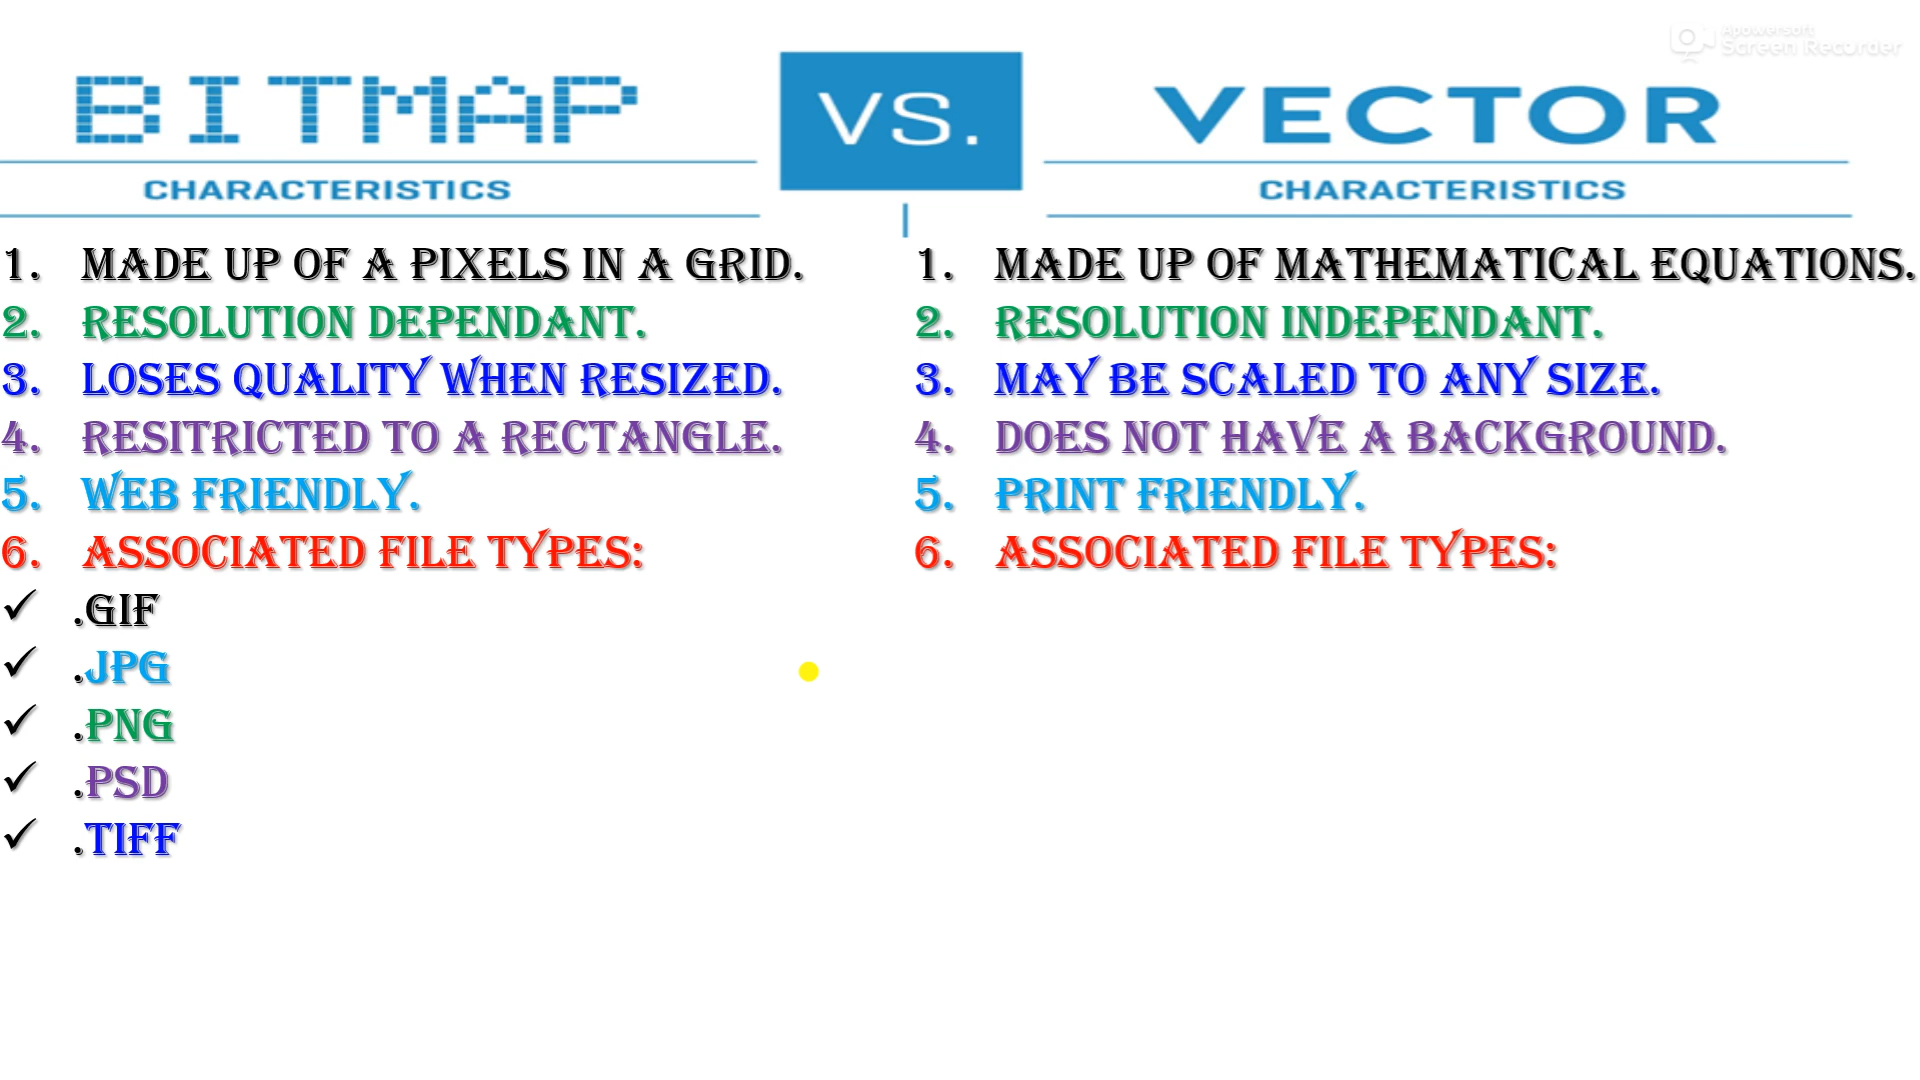 Apowersoft
Screen Recorder
BITMAP
VS.
VECTOR
CHARACTERISTICS
CHARACTERISTICS
1. MADE UP OF A PIXELS IN A GRID.
2. RESOLUTION DEPENDANT.
3. LOSES QUALITY WHEN RESIZED.
4. RESITRICTED TO A RECTANGLE.
5. WEB FRIENDLY.
6. ASSOCIATED FILE TYPES:
✓ .GIF
✓ .JPG
✓ .PNG
✓ .PSD
✓ .TIFF
1. MADE UP OF MATHEMATICAL EQUATIONS.
2. RESOLUTION INDEPENDANT.
3. MAY BE SCALED TO ANY SIZE.
4. DOES NOT HAVE A BACKGROUND.
5. PRINT FRIENDLY.
6. ASSOCIATED FILE TYPES: